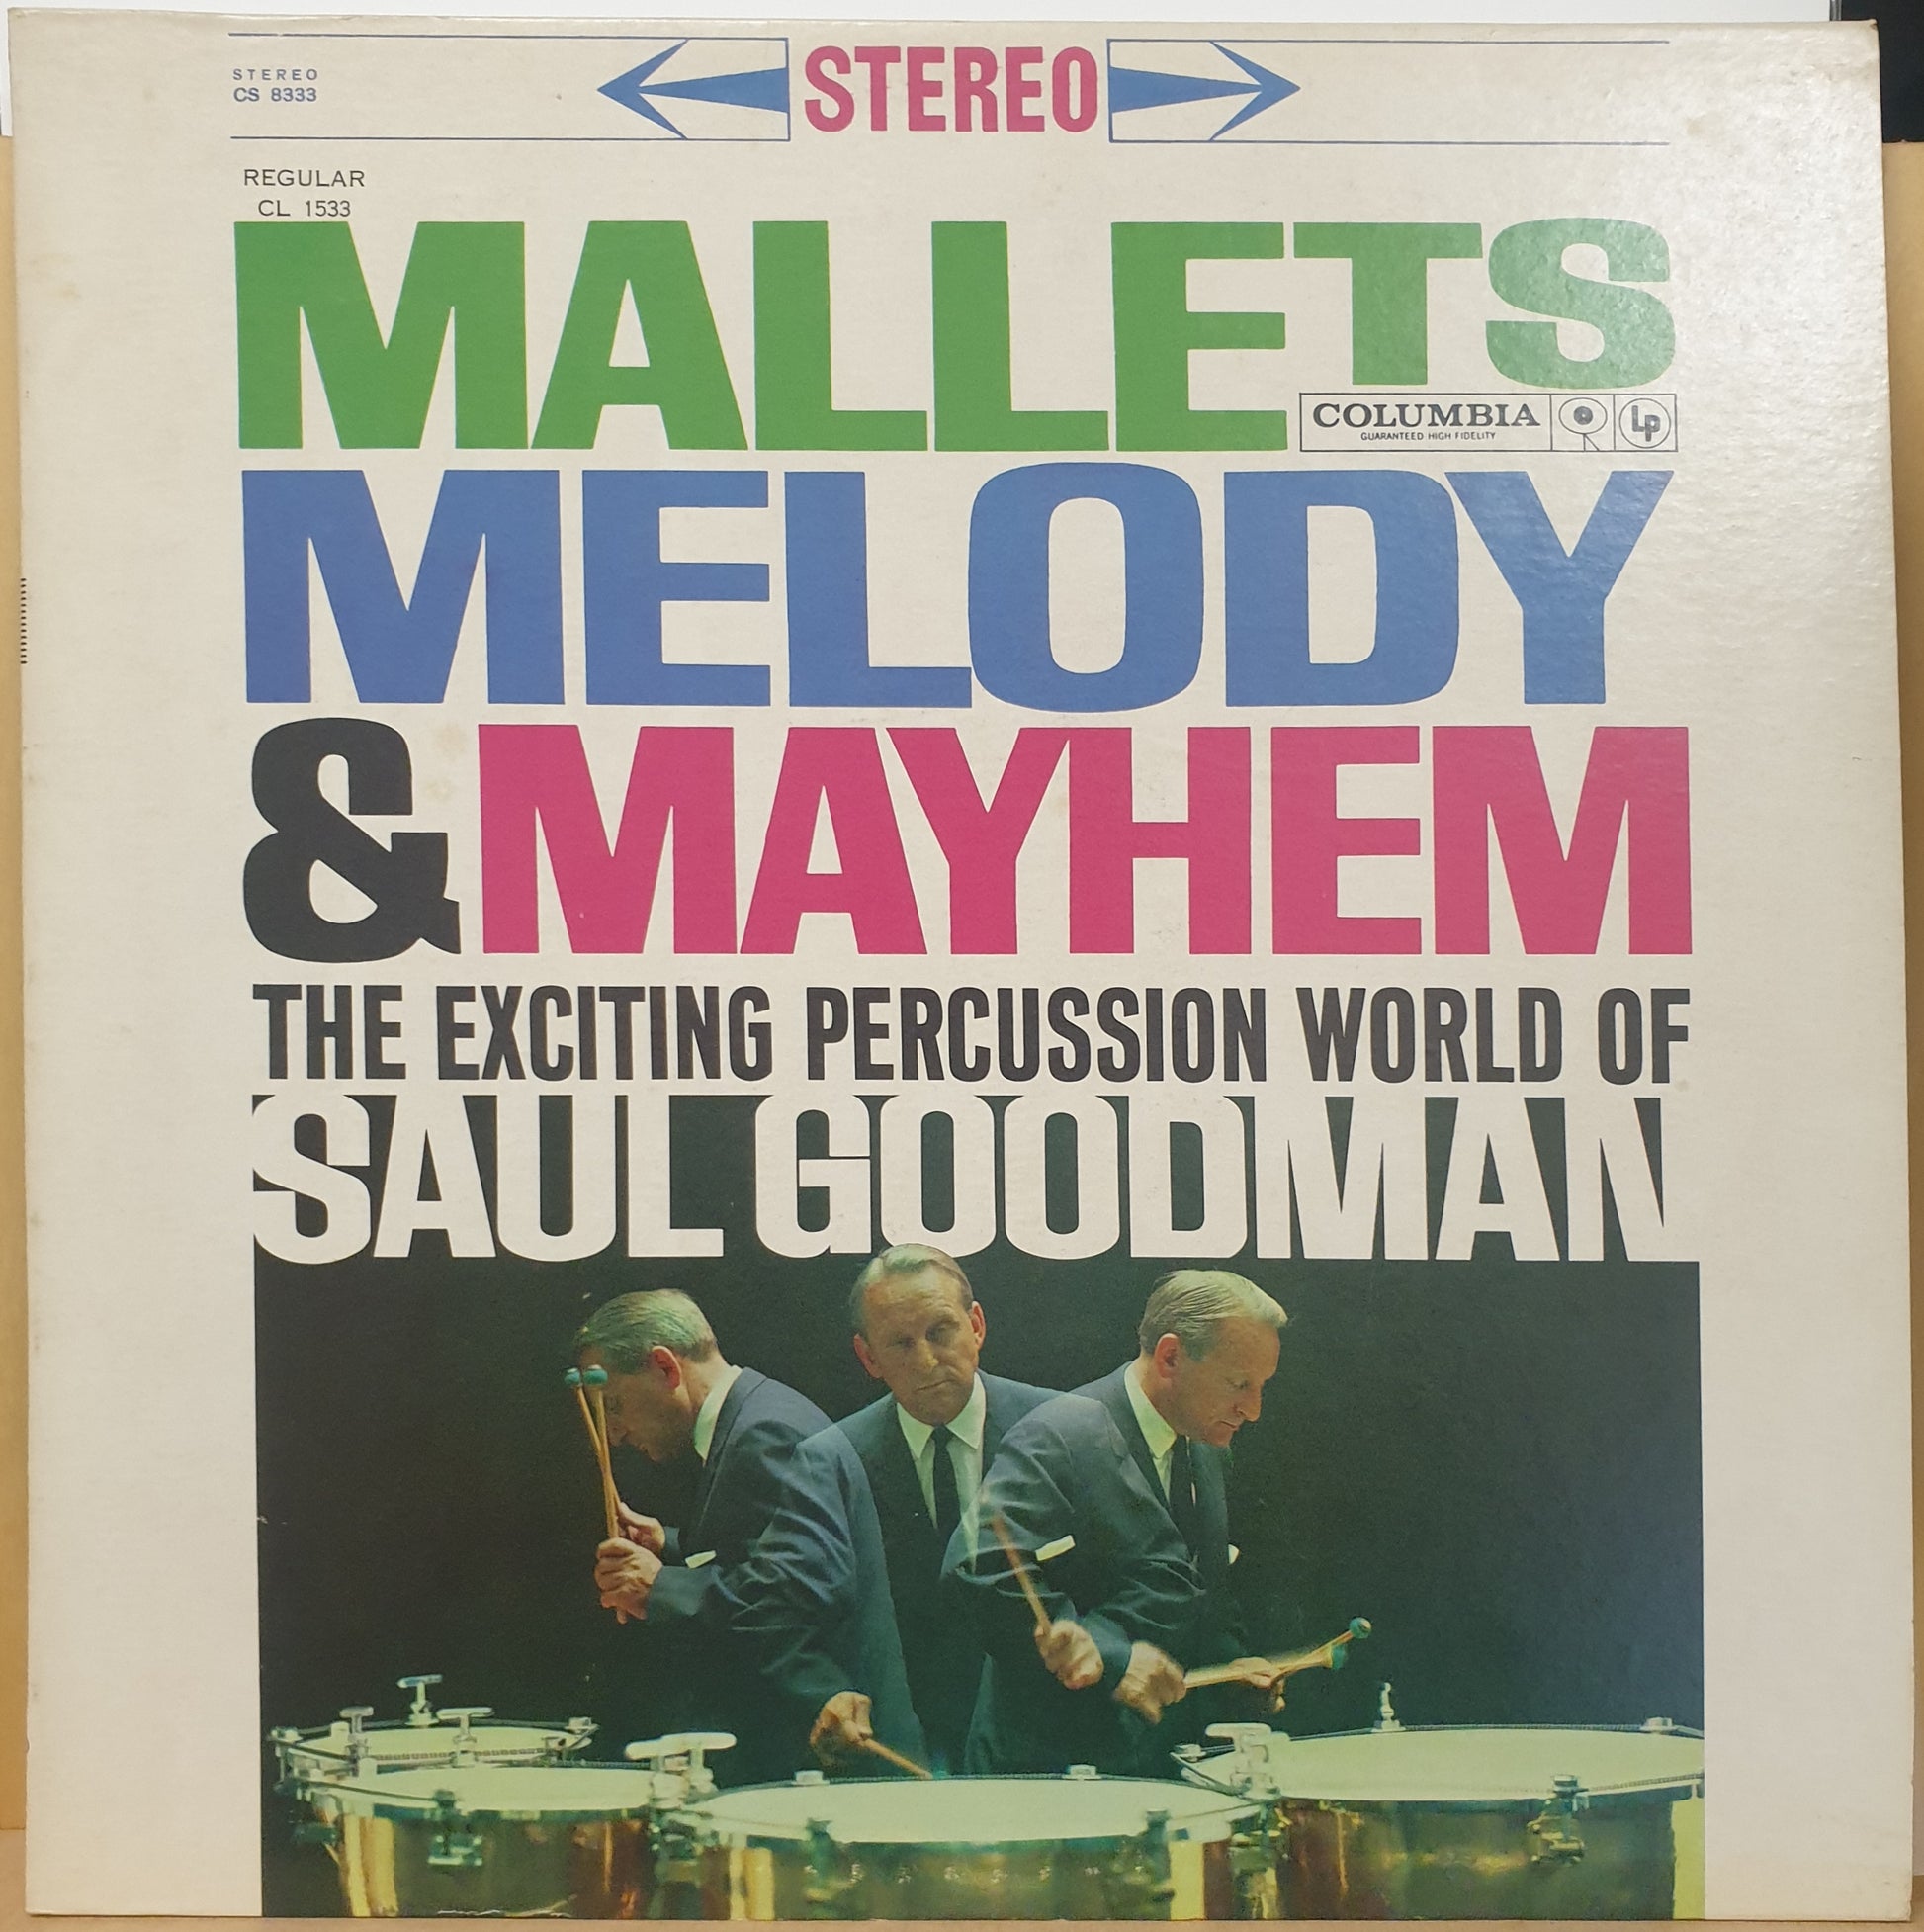 STEREO
CS 8333
STEREO
REGULAR
CL 1533
MALLETS
COLUMBIA
GUARANTEED HIGH FIDELITY
LP
MELODY
& MAYHEM
THE EXCITING PERCUSSION WORLD OF
SAUL GOODMAN